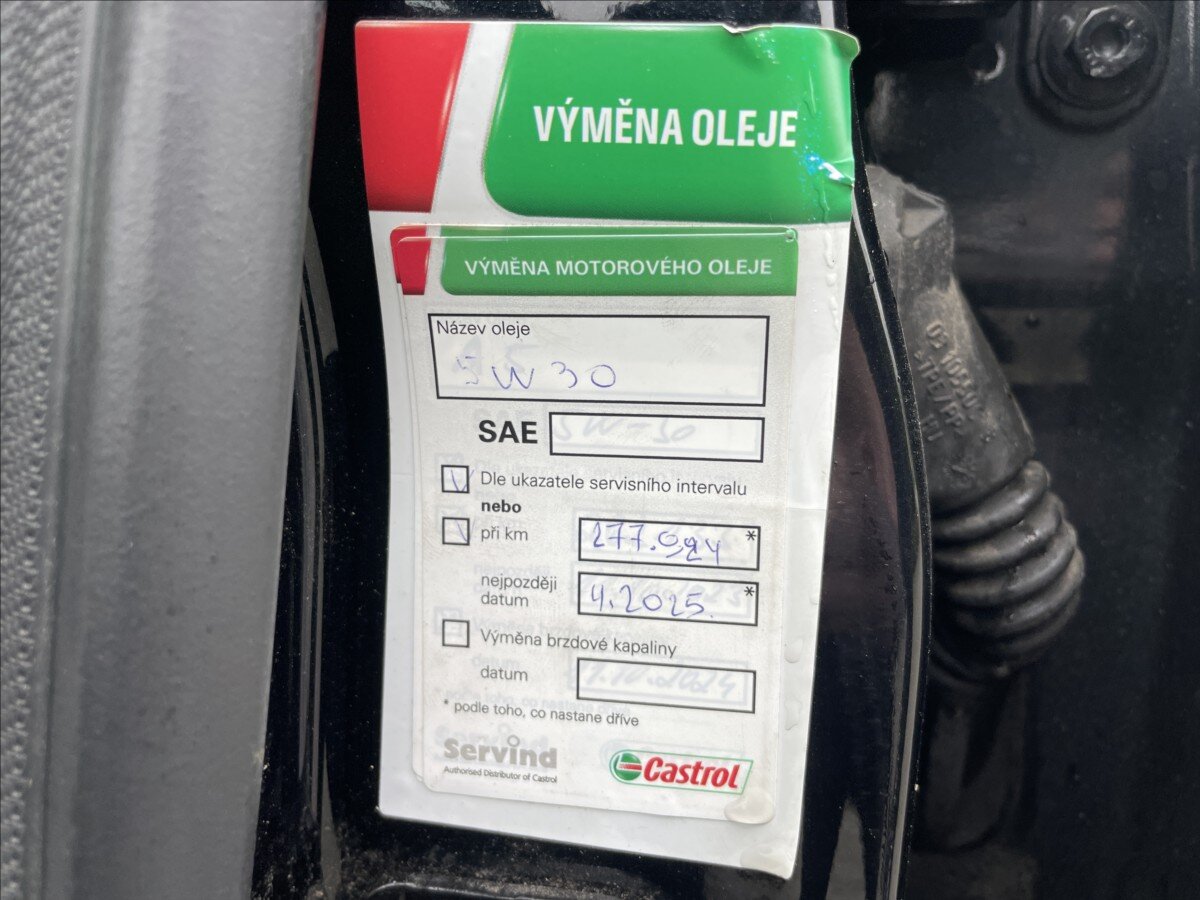 VÝMĚNA OLEJE
VÝMĚNA MOTOROVÉHO OLEJE
Název oleje
5W30
SAE 5W-30
Dle ukazatele servisního intervalu
nebo
při km 277.924 *
nejpozději
datum 4.2025 *
Výměna brzdové kapaliny
datum
* podle toho, co nastane dříve
Servind
Authorised Distributor of Castrol
Castrol